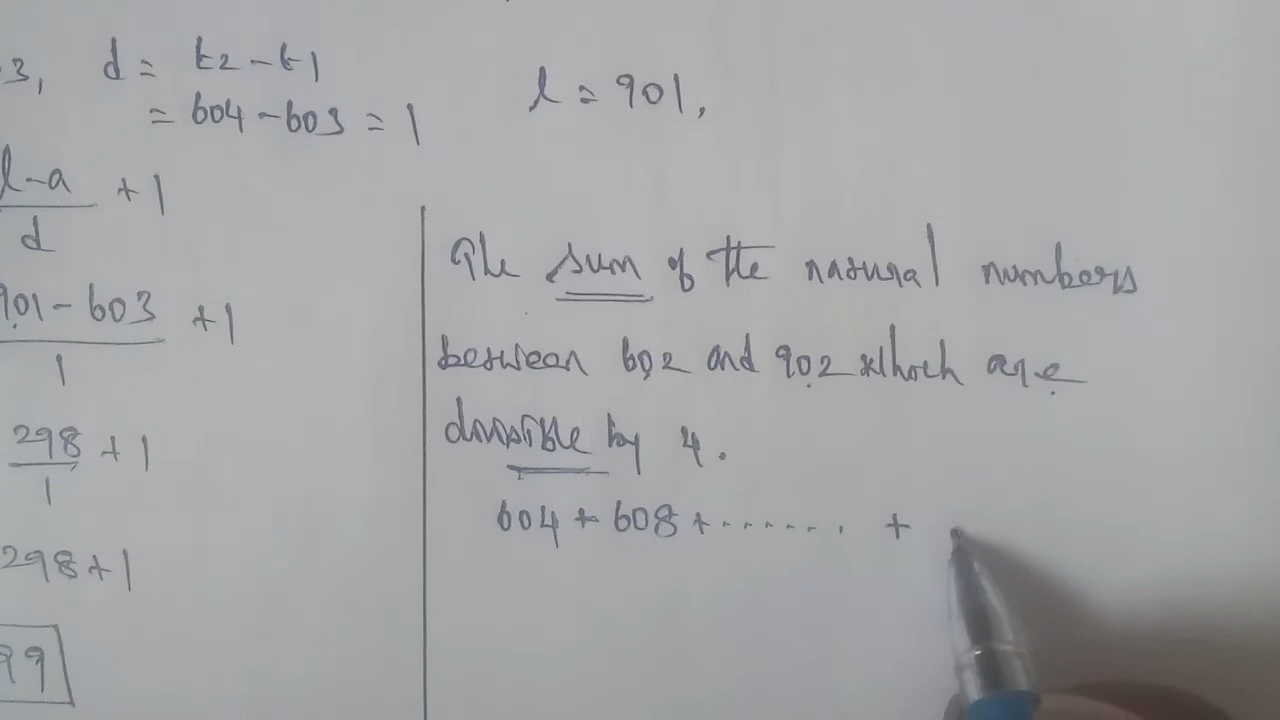 3, d = t2 - t1
= 604 - 603 = 1
l = 901,
l - a / d + 1
901 - 603 / 1 + 1
298 / 1 + 1
298 + 1
99
The sum of the natural numbers
between 602 and 902 which are
divisible by 4.
604 + 608 + ....... +